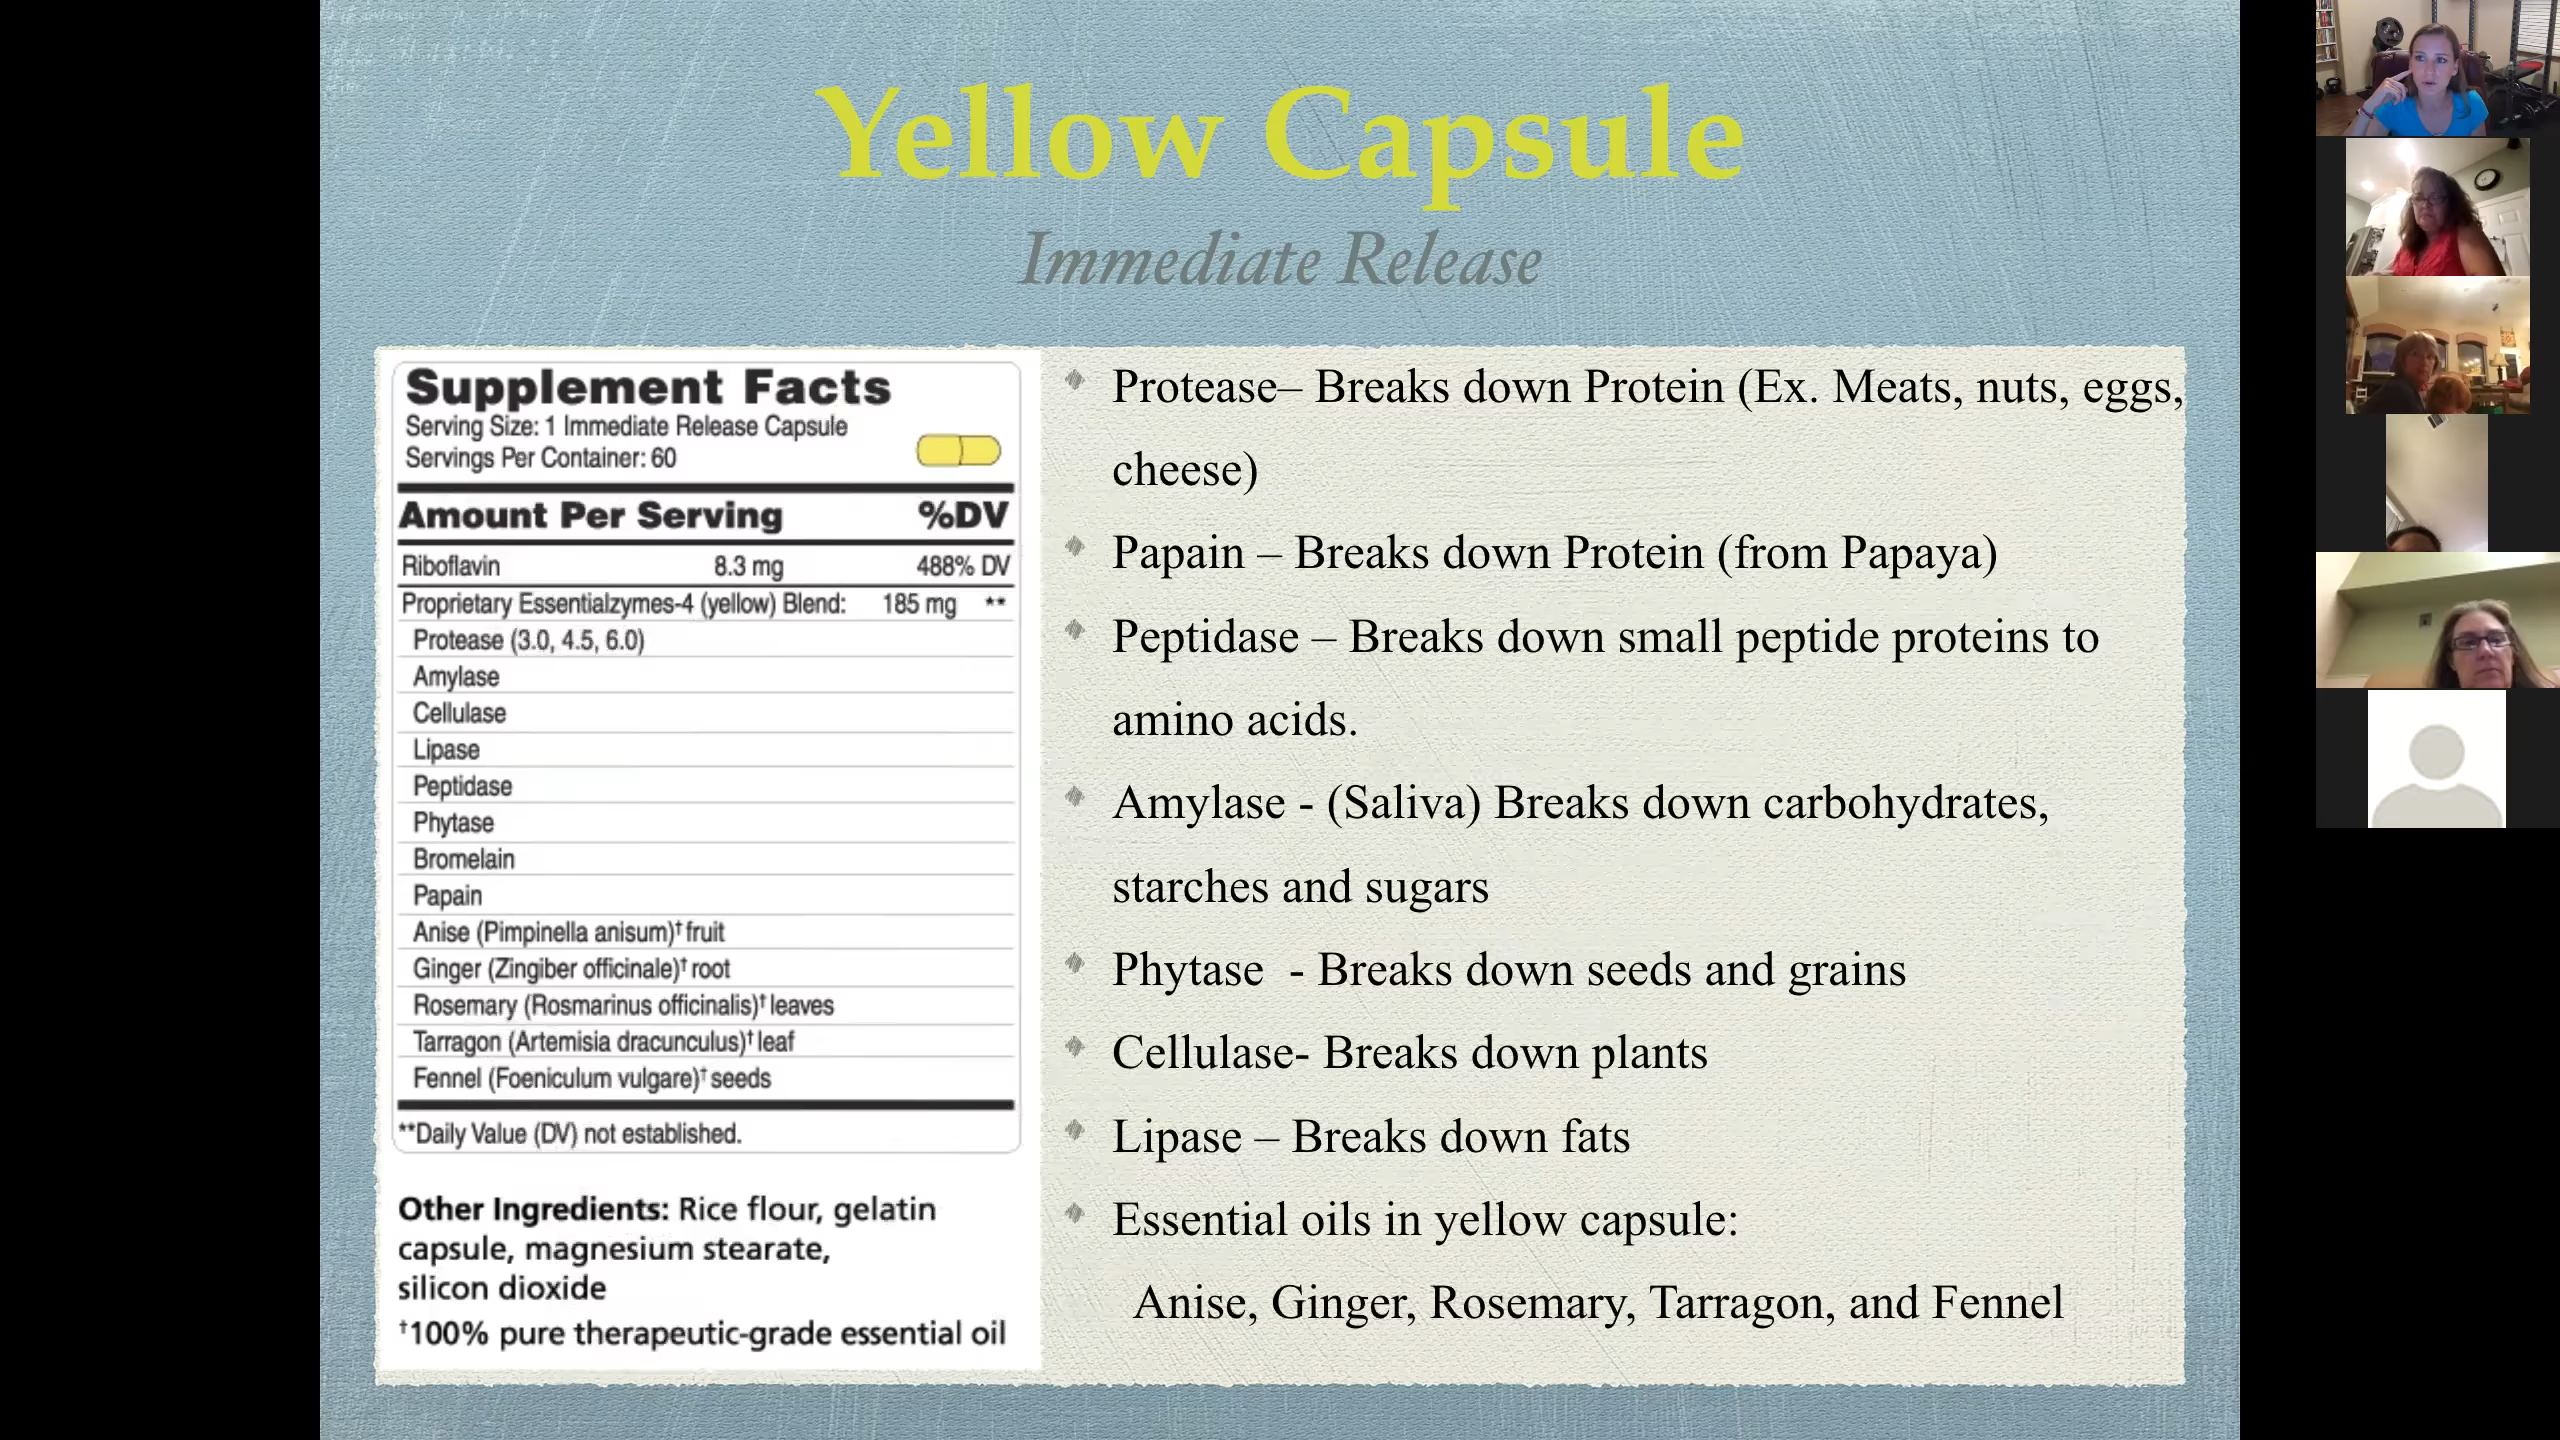 Yellow Capsule
Immediate Release
Supplement Facts
Serving Size: 1 Immediate Release Capsule
Servings Per Container: 60
Amount Per Serving %DV
Riboflavin 8.3 mg 488% DV
Proprietary Essentialzymes-4 (yellow) Blend: 185 mg **
Protease (3.0, 4.5, 6.0)
Amylase
Cellulase
Lipase
Peptidase
Phytase
Bromelain
Papain
Anise (Pimpinella anisum)† fruit
Ginger (Zingiber officinale)† root
Rosemary (Rosmarinus officinalis)† leaves
Tarragon (Artemisia dracunculus)† leaf
Fennel (Foeniculum vulgare)† seeds
**Daily Value (DV) not established.
Other Ingredients: Rice flour, gelatin
capsule, magnesium stearate,
silicon dioxide
†100% pure therapeutic-grade essential oil
Protease– Breaks down Protein (Ex. Meats, nuts, eggs,
cheese)
Papain – Breaks down Protein (from Papaya)
Peptidase – Breaks down small peptide proteins to
amino acids.
Amylase - (Saliva) Breaks down carbohydrates,
starches and sugars
Phytase  - Breaks down seeds and grains
Cellulase- Breaks down plants
Lipase – Breaks down fats
Essential oils in yellow capsule:
Anise, Ginger, Rosemary, Tarragon, and Fennel